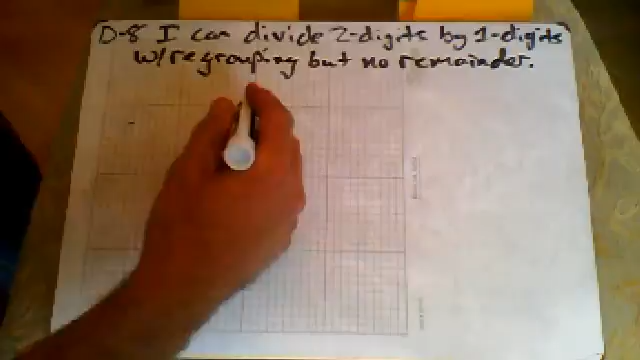 D-8 I can divide 2-digits by 1-digits
w/regrouping but no remainder.